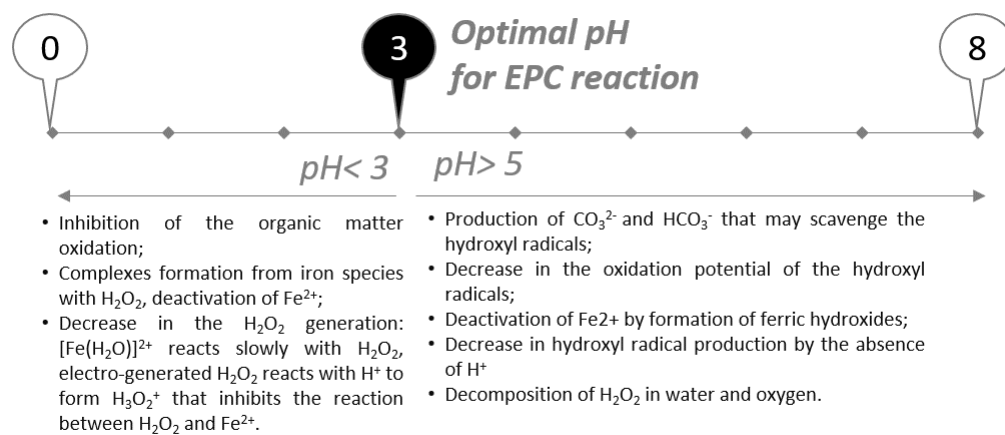 0
3
Optimal pH
for EPC reaction
8
pH< 3
pH> 5
• Inhibition of the organic matter
oxidation;
• Complexes formation from iron species
with H₂O₂, deactivation of Fe²⁺;
• Decrease in the H₂O₂ generation:
[Fe(H₂O)]²⁺ reacts slowly with H₂O₂,
electro-generated H₂O₂ reacts with H⁺ to
form H₃O₂⁺ that inhibits the reaction
between H₂O₂ and Fe²⁺.
• Production of CO₃²⁻ and HCO₃⁻ that may scavenge the
hydroxyl radicals;
• Decrease in the oxidation potential of the hydroxyl
radicals;
• Deactivation of Fe2+ by formation of ferric hydroxides;
• Decrease in hydroxyl radical production by the absence
of H⁺
• Decomposition of H₂O₂ in water and oxygen.